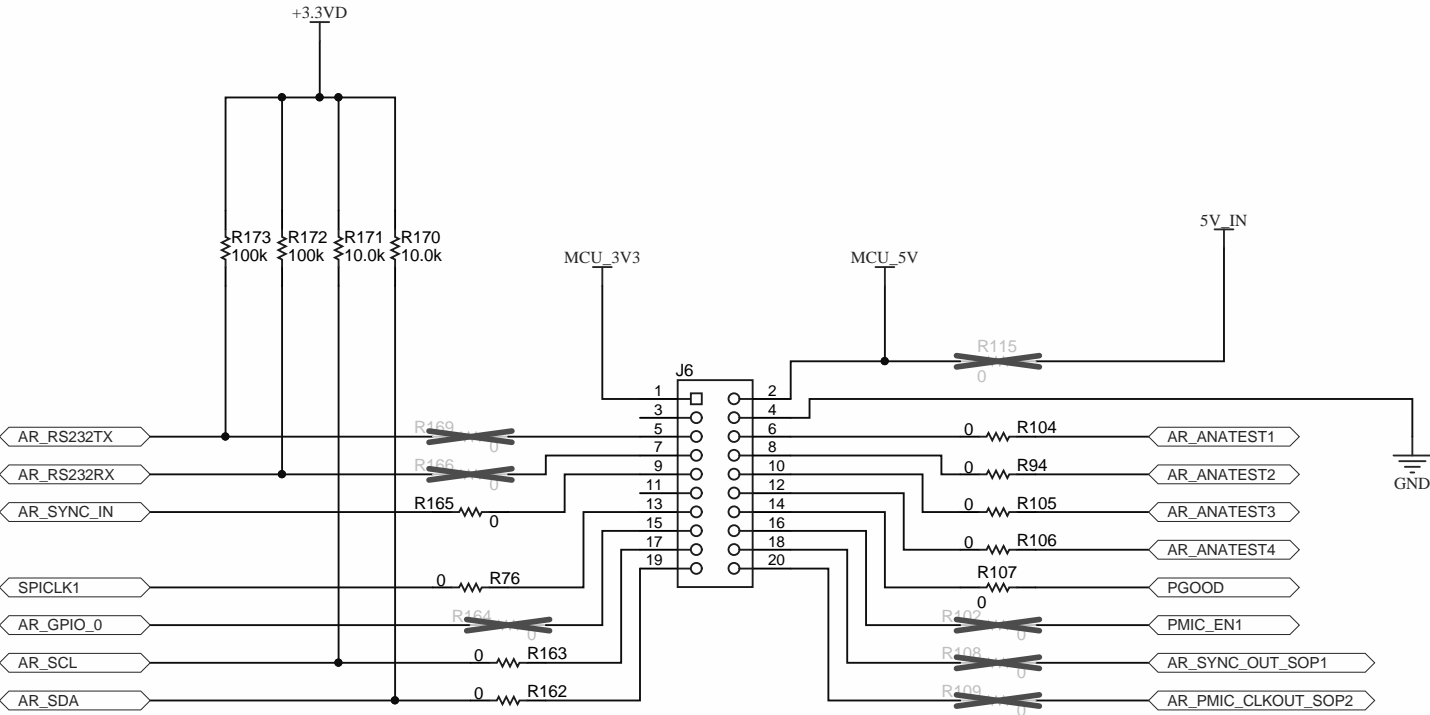 +3.3VD
R173
100k
R172
100k
R171
10.0k
R170
10.0k
MCU_3V3
MCU_5V
5V_IN
R115
0
J6
1
2
3
4
5
6
7
8
9
10
11
12
13
14
15
16
17
18
19
20
AR_RS232TX
R169
0
AR_RS232RX
R166
0
AR_SYNC_IN
R165
0
SPICLK1
0
R76
AR_GPIO_0
R164
0
AR_SCL
0
R163
AR_SDA
0
R162
0
R104
AR_ANATEST1
0
R94
AR_ANATEST2
0
R105
AR_ANATEST3
0
R106
AR_ANATEST4
R107
0
PGOOD
R102
0
PMIC_EN1
R108
0
AR_SYNC_OUT_SOP1
R109
0
AR_PMIC_CLKOUT_SOP2
GND